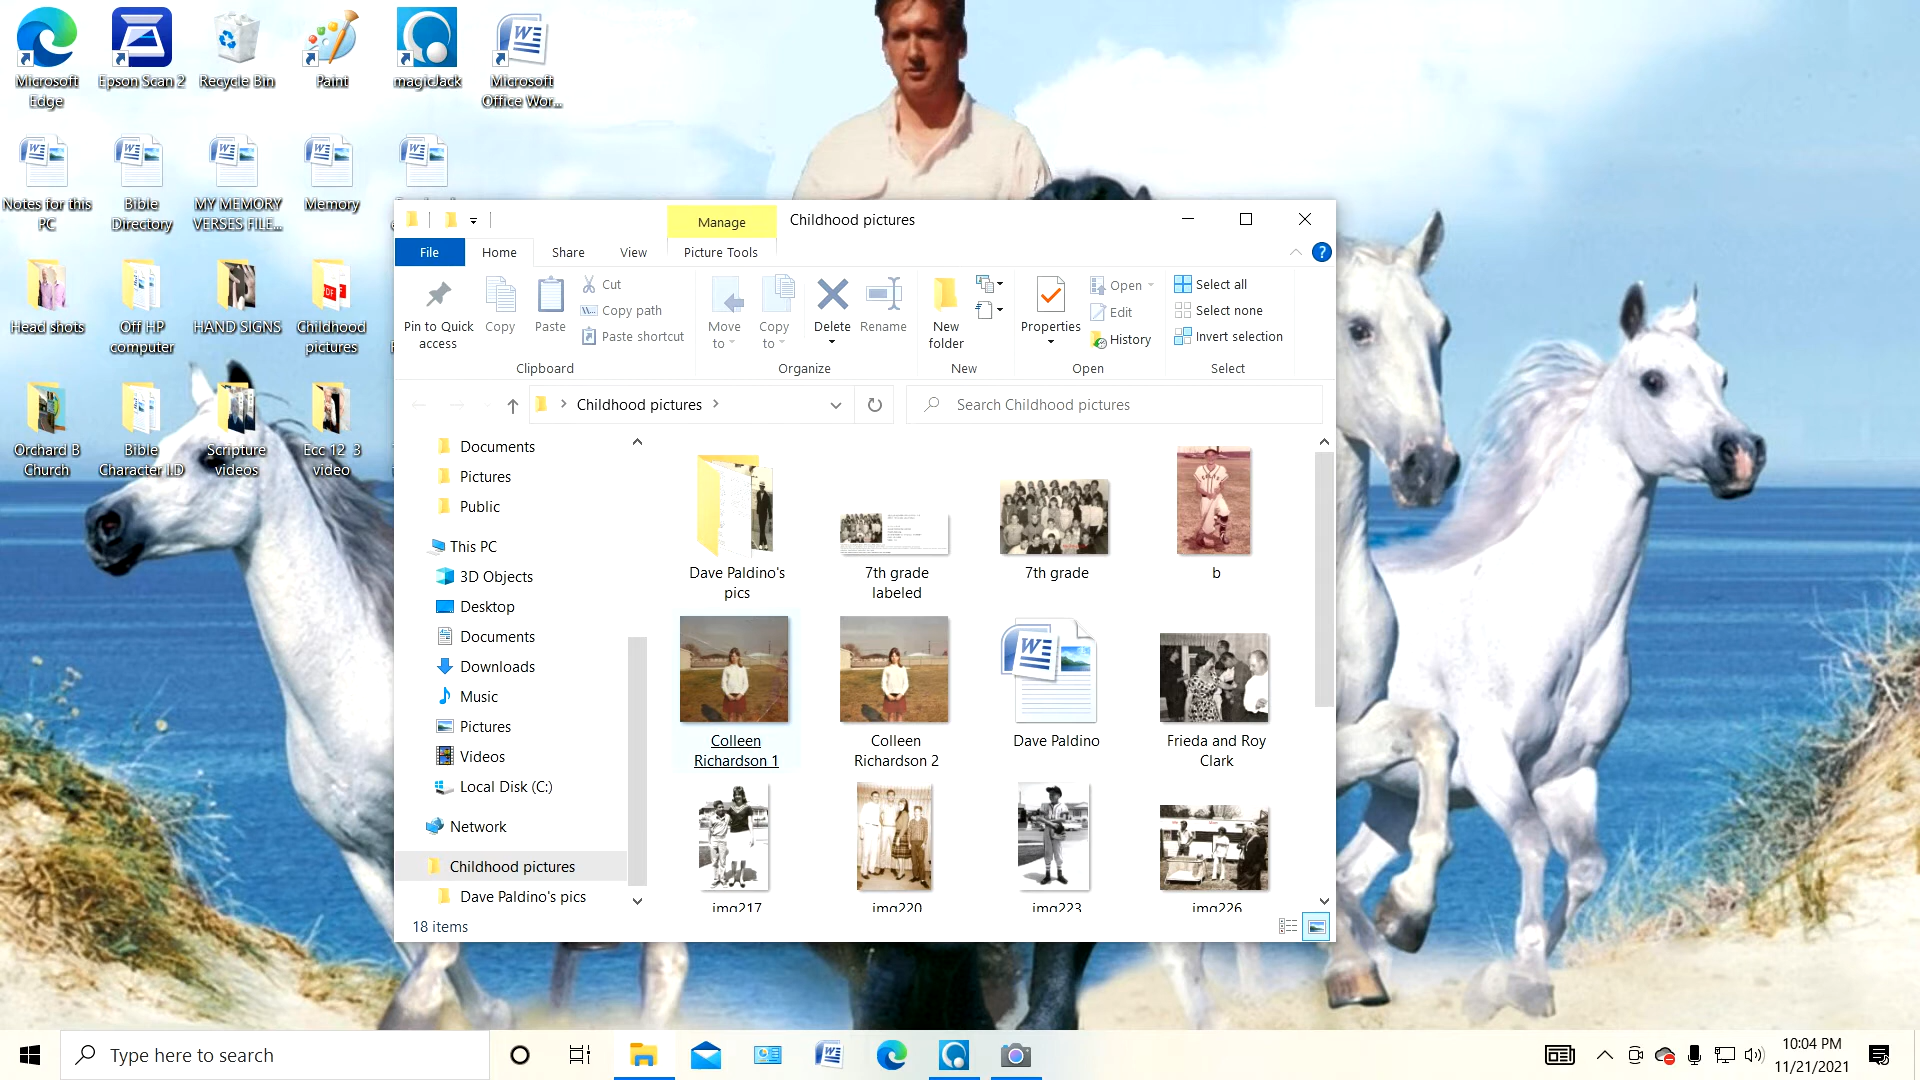 Microsoft
Edge
Epson Scan 2
Recycle Bin
Paint
magicJack
Microsoft
Office Wor...
Notes for this
PC
Bible
Directory
MY MEMORY
VERSES FILE...
Memory
Head shots
Off HP
computer
HAND SIGNS
Childhood
pictures
Orchard B
Church
Bible
Character I.D
Scripture
videos
Ecc 12 3
video
Manage
Childhood pictures
File
Home
Share
View
Picture Tools
Pin to Quick
access
Copy
Paste
Cut
Copy path
Paste shortcut
Clipboard
Move
to
Copy
to
Delete
Rename
Organize
New
folder
New
Properties
Open
Edit
History
Open
Select all
Select none
Invert selection
Select
Childhood pictures
Search Childhood pictures
Documents
Pictures
Public
This PC
3D Objects
Desktop
Documents
Downloads
Music
Pictures
Videos
Local Disk (C:)
Network
Childhood pictures
Dave Paldino's pics
Dave Paldino's
pics
7th grade
labeled
7th grade
b
Colleen
Richardson 1
Colleen
Richardson 2
Dave Paldino
Frieda and Roy
Clark
img217
img220
img223
img226
18 items
Type here to search
10:04 PM
11/21/2021